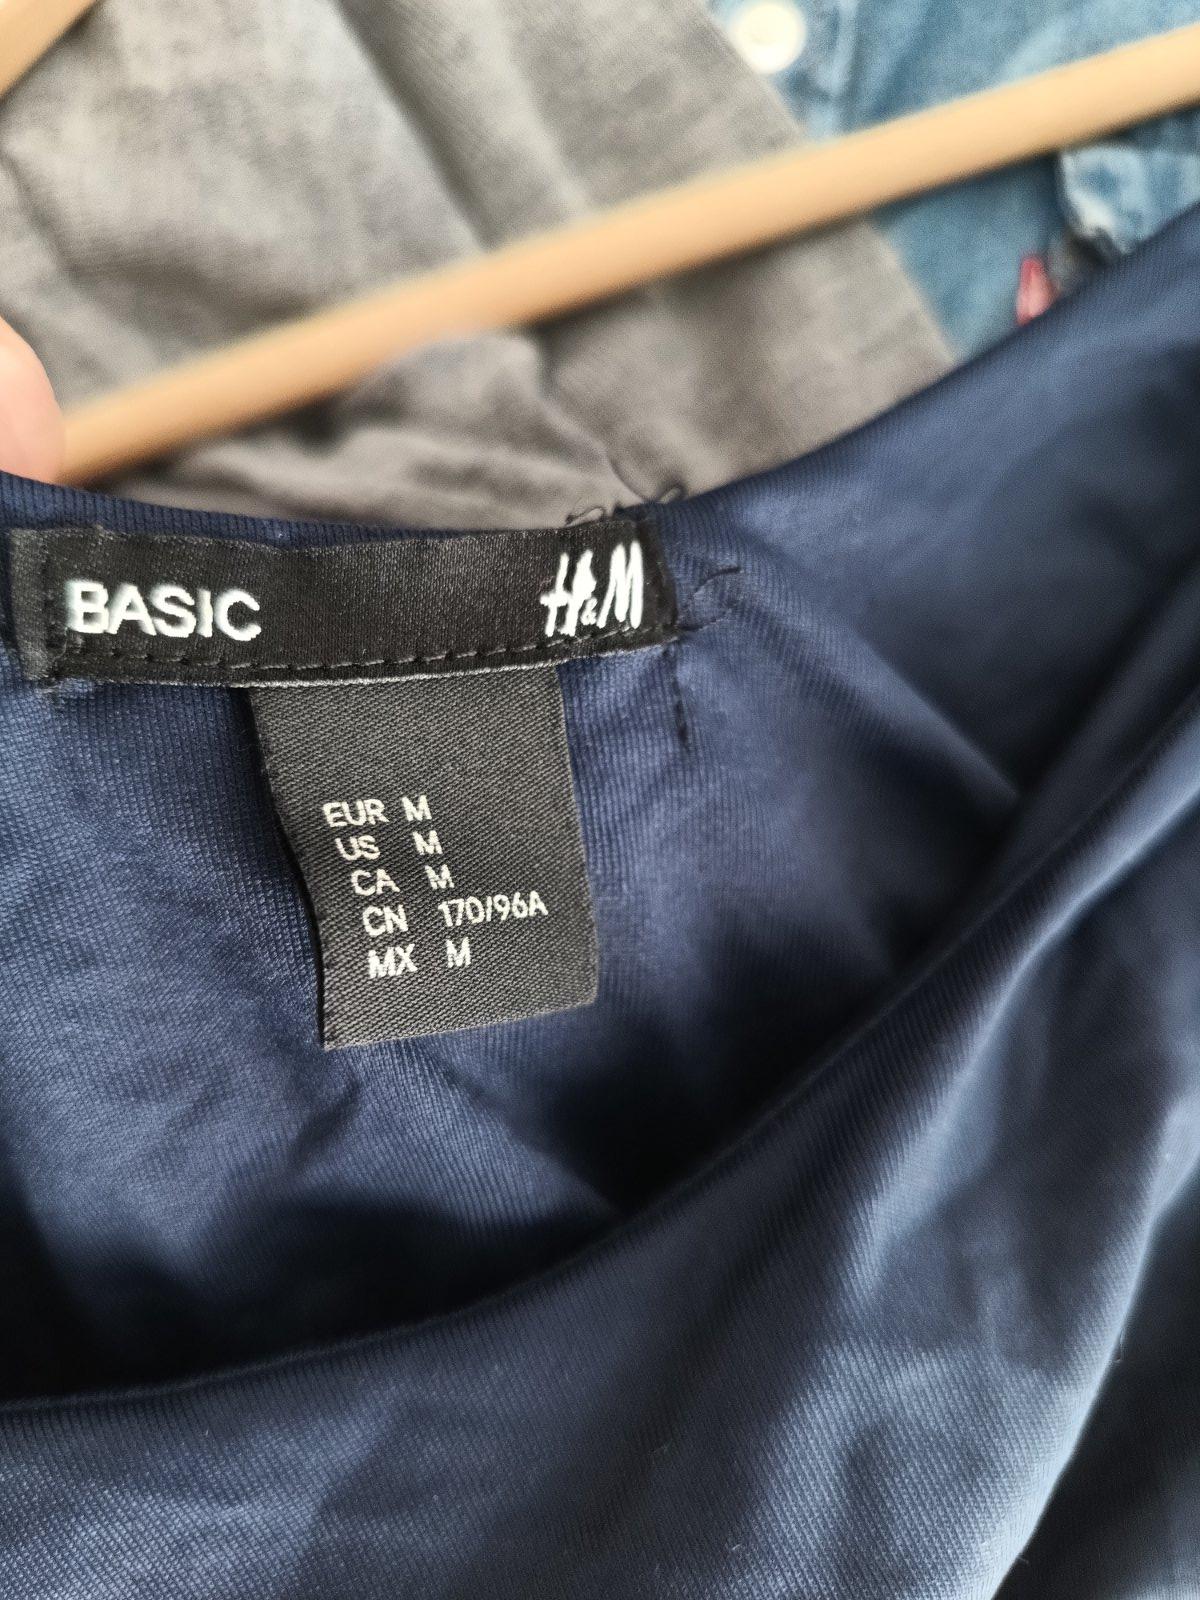 BASIC H&M
EUR M
US M
CA M
CN 170/96A
MX M